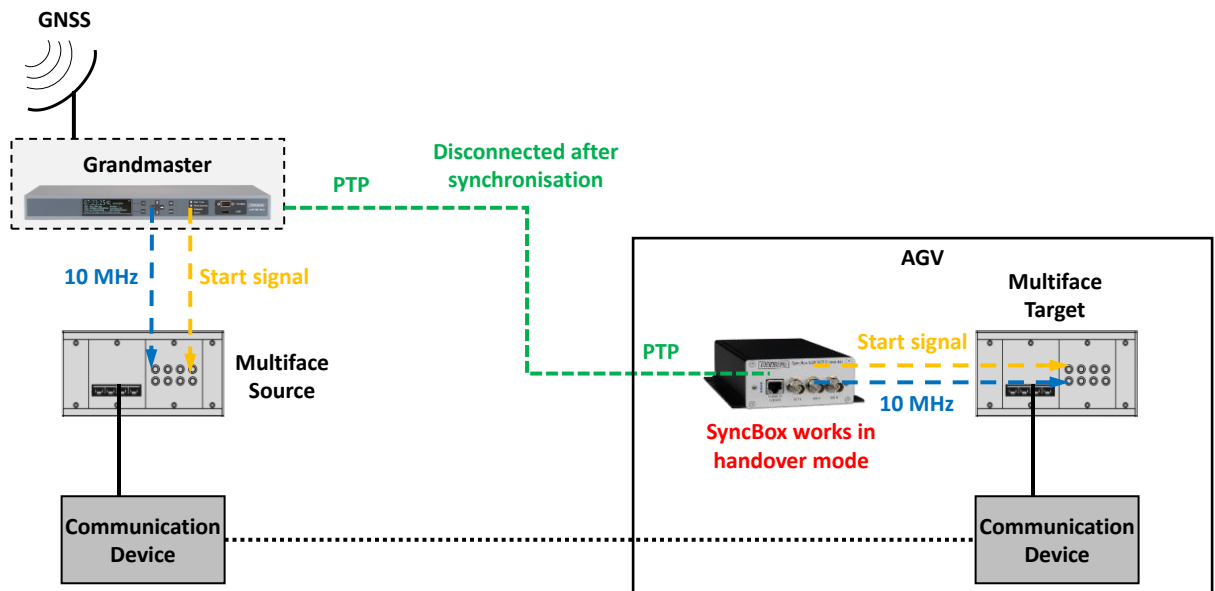 GNSS
Grandmaster
PTP
Disconnected after
synchronisation
10 MHz
Start signal
Multiface
Source
AGV
Multiface
Target
PTP
Start signal
10 MHz
SyncBox works in
handover mode
Communication
Device
Communication
Device